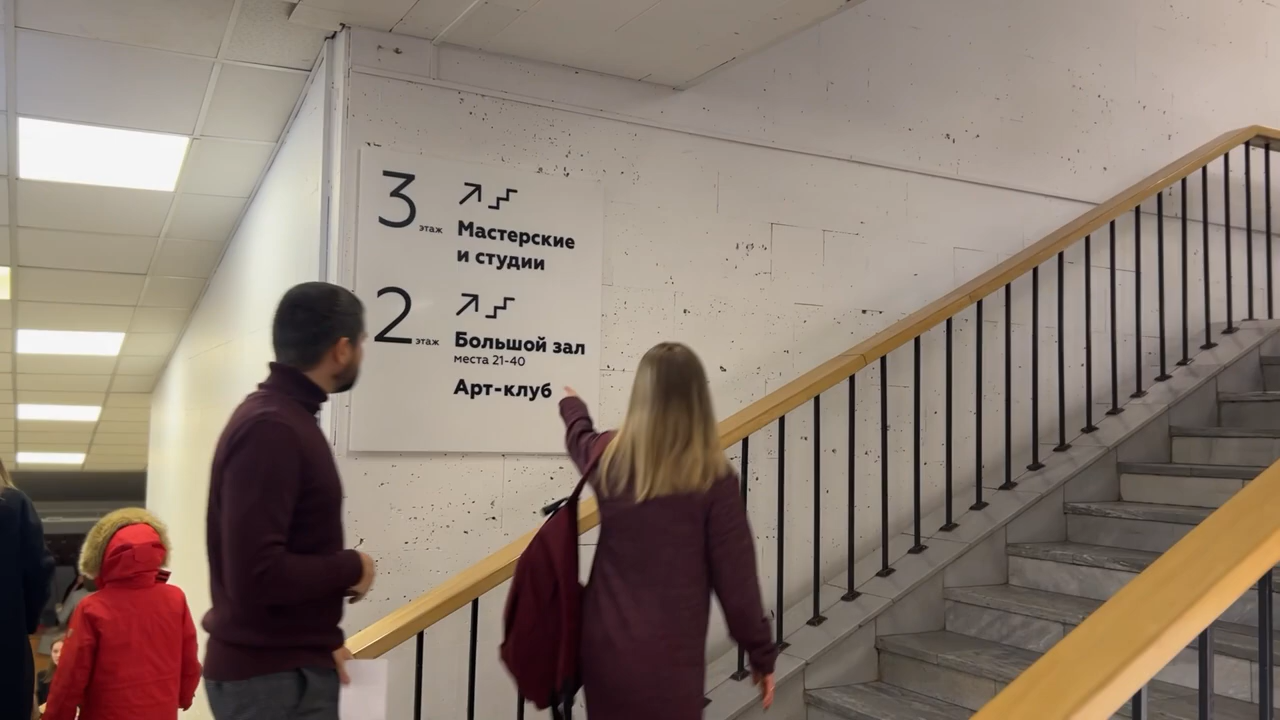 3 этаж
Мастерские
и студии
2 этаж
Большой зал
места 21-40
Арт-клуб